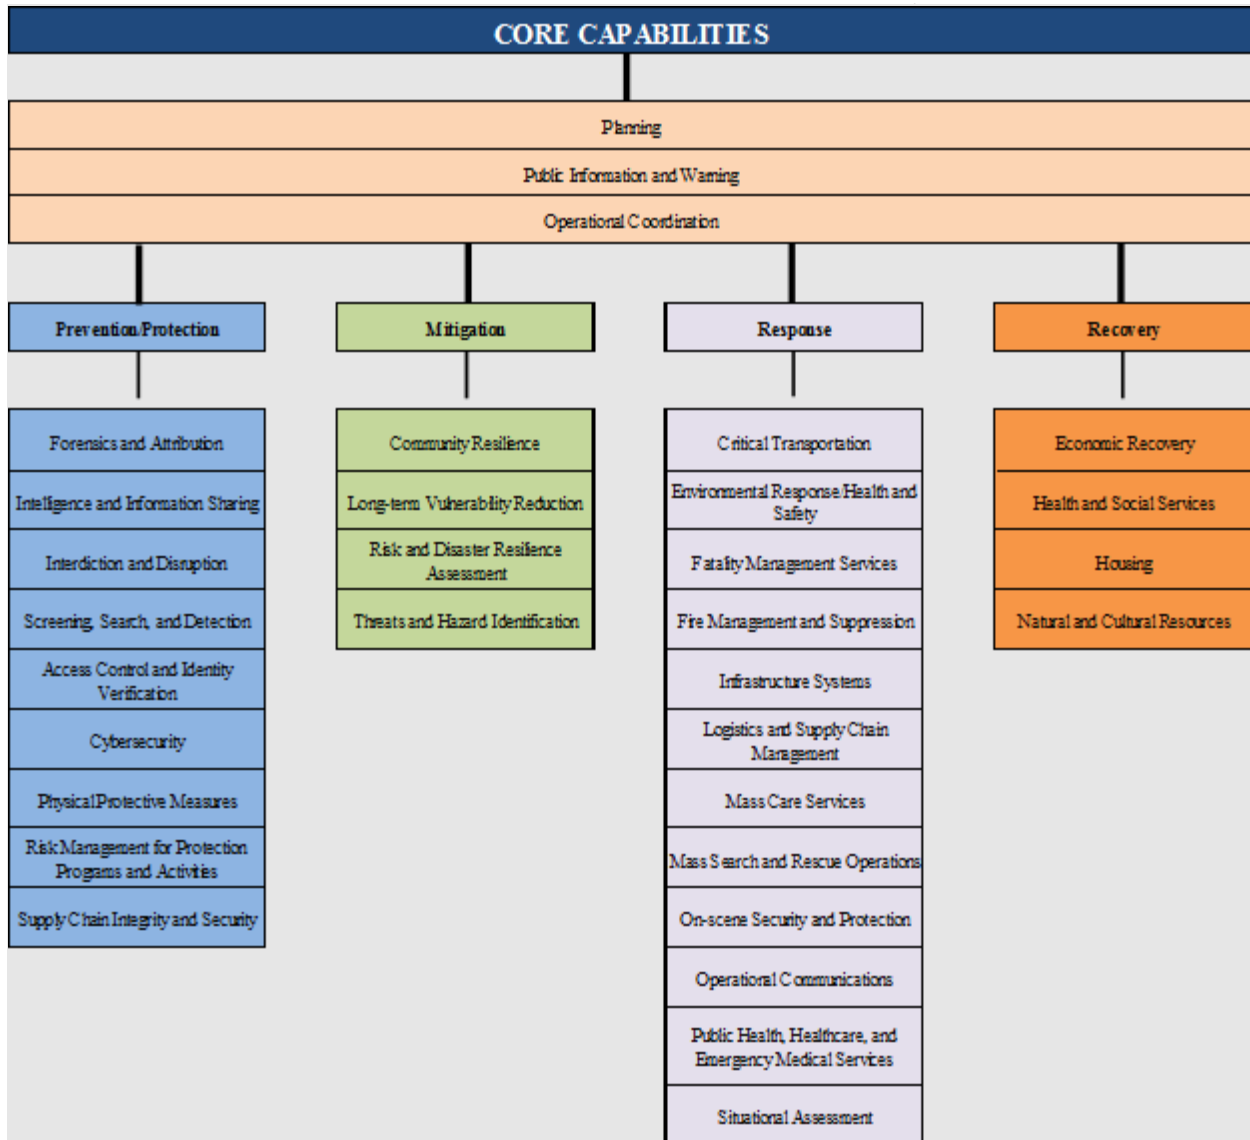 CORE CAPABILITIES
Planning
Public Information and Warning
Operational Coordination
Prevention/Protection
Forensics and Attribution
Intelligence and Information Sharing
Interdiction and Disruption
Screening, Search, and Detection
Access Control and Identity
Verification
Cybersecurity
Physical Protective Measures
Risk Management for Protection
Programs and Activities
Supply Chain Integrity and Security
Mitigation
Community Resilience
Long-term Vulnerability Reduction
Risk and Disaster Resilience
Assessment
Threats and Hazard Identification
Response
Critical Transportation
Environmental Response/Health and
Safety
Fatality Management Services
Fire Management and Suppression
Infrastructure Systems
Logistics and Supply Chain
Management
Mass Care Services
Mass Search and Rescue Operations
On-scene Security and Protection
Operational Communications
Public Health, Healthcare, and
Emergency Medical Services
Situational Assessment
Recovery
Economic Recovery
Health and Social Services
Housing
Natural and Cultural Resources